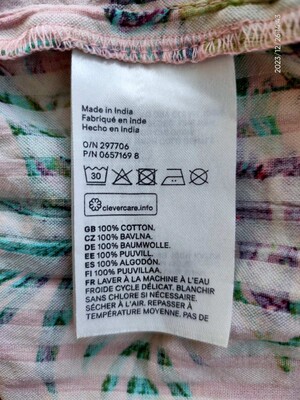 Made in India
Fabriqué en inde
Hecho en India
O/N 297706
P/N 0657169 8
30
clevercare.info
GB 100% COTTON.
CZ 100% BAVLNA.
DE 100% BAUMWOLLE.
EE 100% PUUVILL.
ES 100% ALGODÓN.
FI 100% PUUVILLAA.
FR LAVER À LA MACHINE À L'EAU
FROIDE CYCLE DÉLICAT. BLANCHIR
SANS CHLORE SI NÉCESSAIRE.
SÉCHER À L'AIR. REPASSER À
TEMPÉRATURE MOYENNE. PAS DE